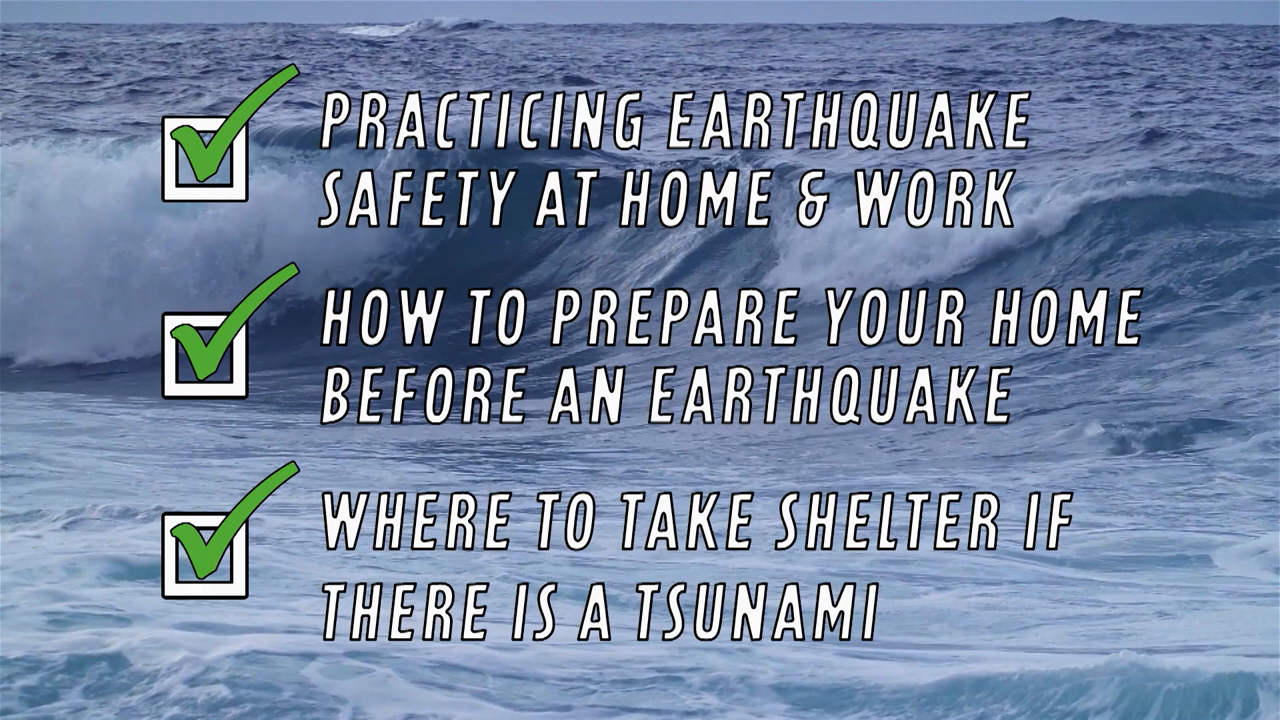 PRACTICING EARTHQUAKE
SAFETY AT HOME & WORK
HOW TO PREPARE YOUR HOME
BEFORE AN EARTHQUAKE
WHERE TO TAKE SHELTER IF
THERE IS A TSUNAMI